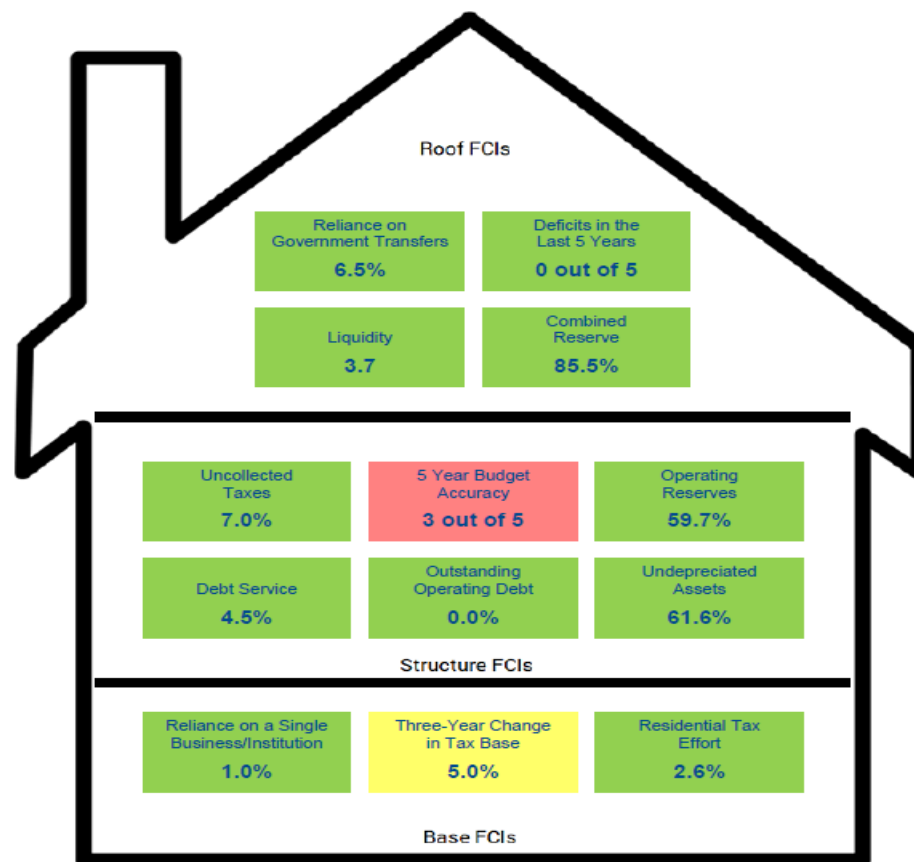 Roof FCIs
Reliance on
Government Transfers
6.5%
Deficits in the
Last 5 Years
0 out of 5
Liquidity
3.7
Combined
Reserve
85.5%
Uncollected
Taxes
7.0%
5 Year Budget
Accuracy
3 out of 5
Operating
Reserves
59.7%
Debt Service
4.5%
Outstanding
Operating Debt
0.0%
Undepreciated
Assets
61.6%
Structure FCIs
Reliance on a Single
Business/Institution
1.0%
Three-Year Change
in Tax Base
5.0%
Residential Tax
Effort
2.6%
Base FCIs